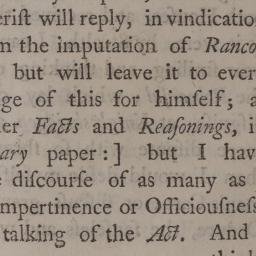 erift will reply, in vindicatio
m the imputation of Ranco
but will leave it to ever
ge of this for himſelf; a
er Facts and Reaſonings, i
ary paper:] but I hav
e diſcourſe of as many as
mpertinence or Officiouſneſ
talking of the Act. And